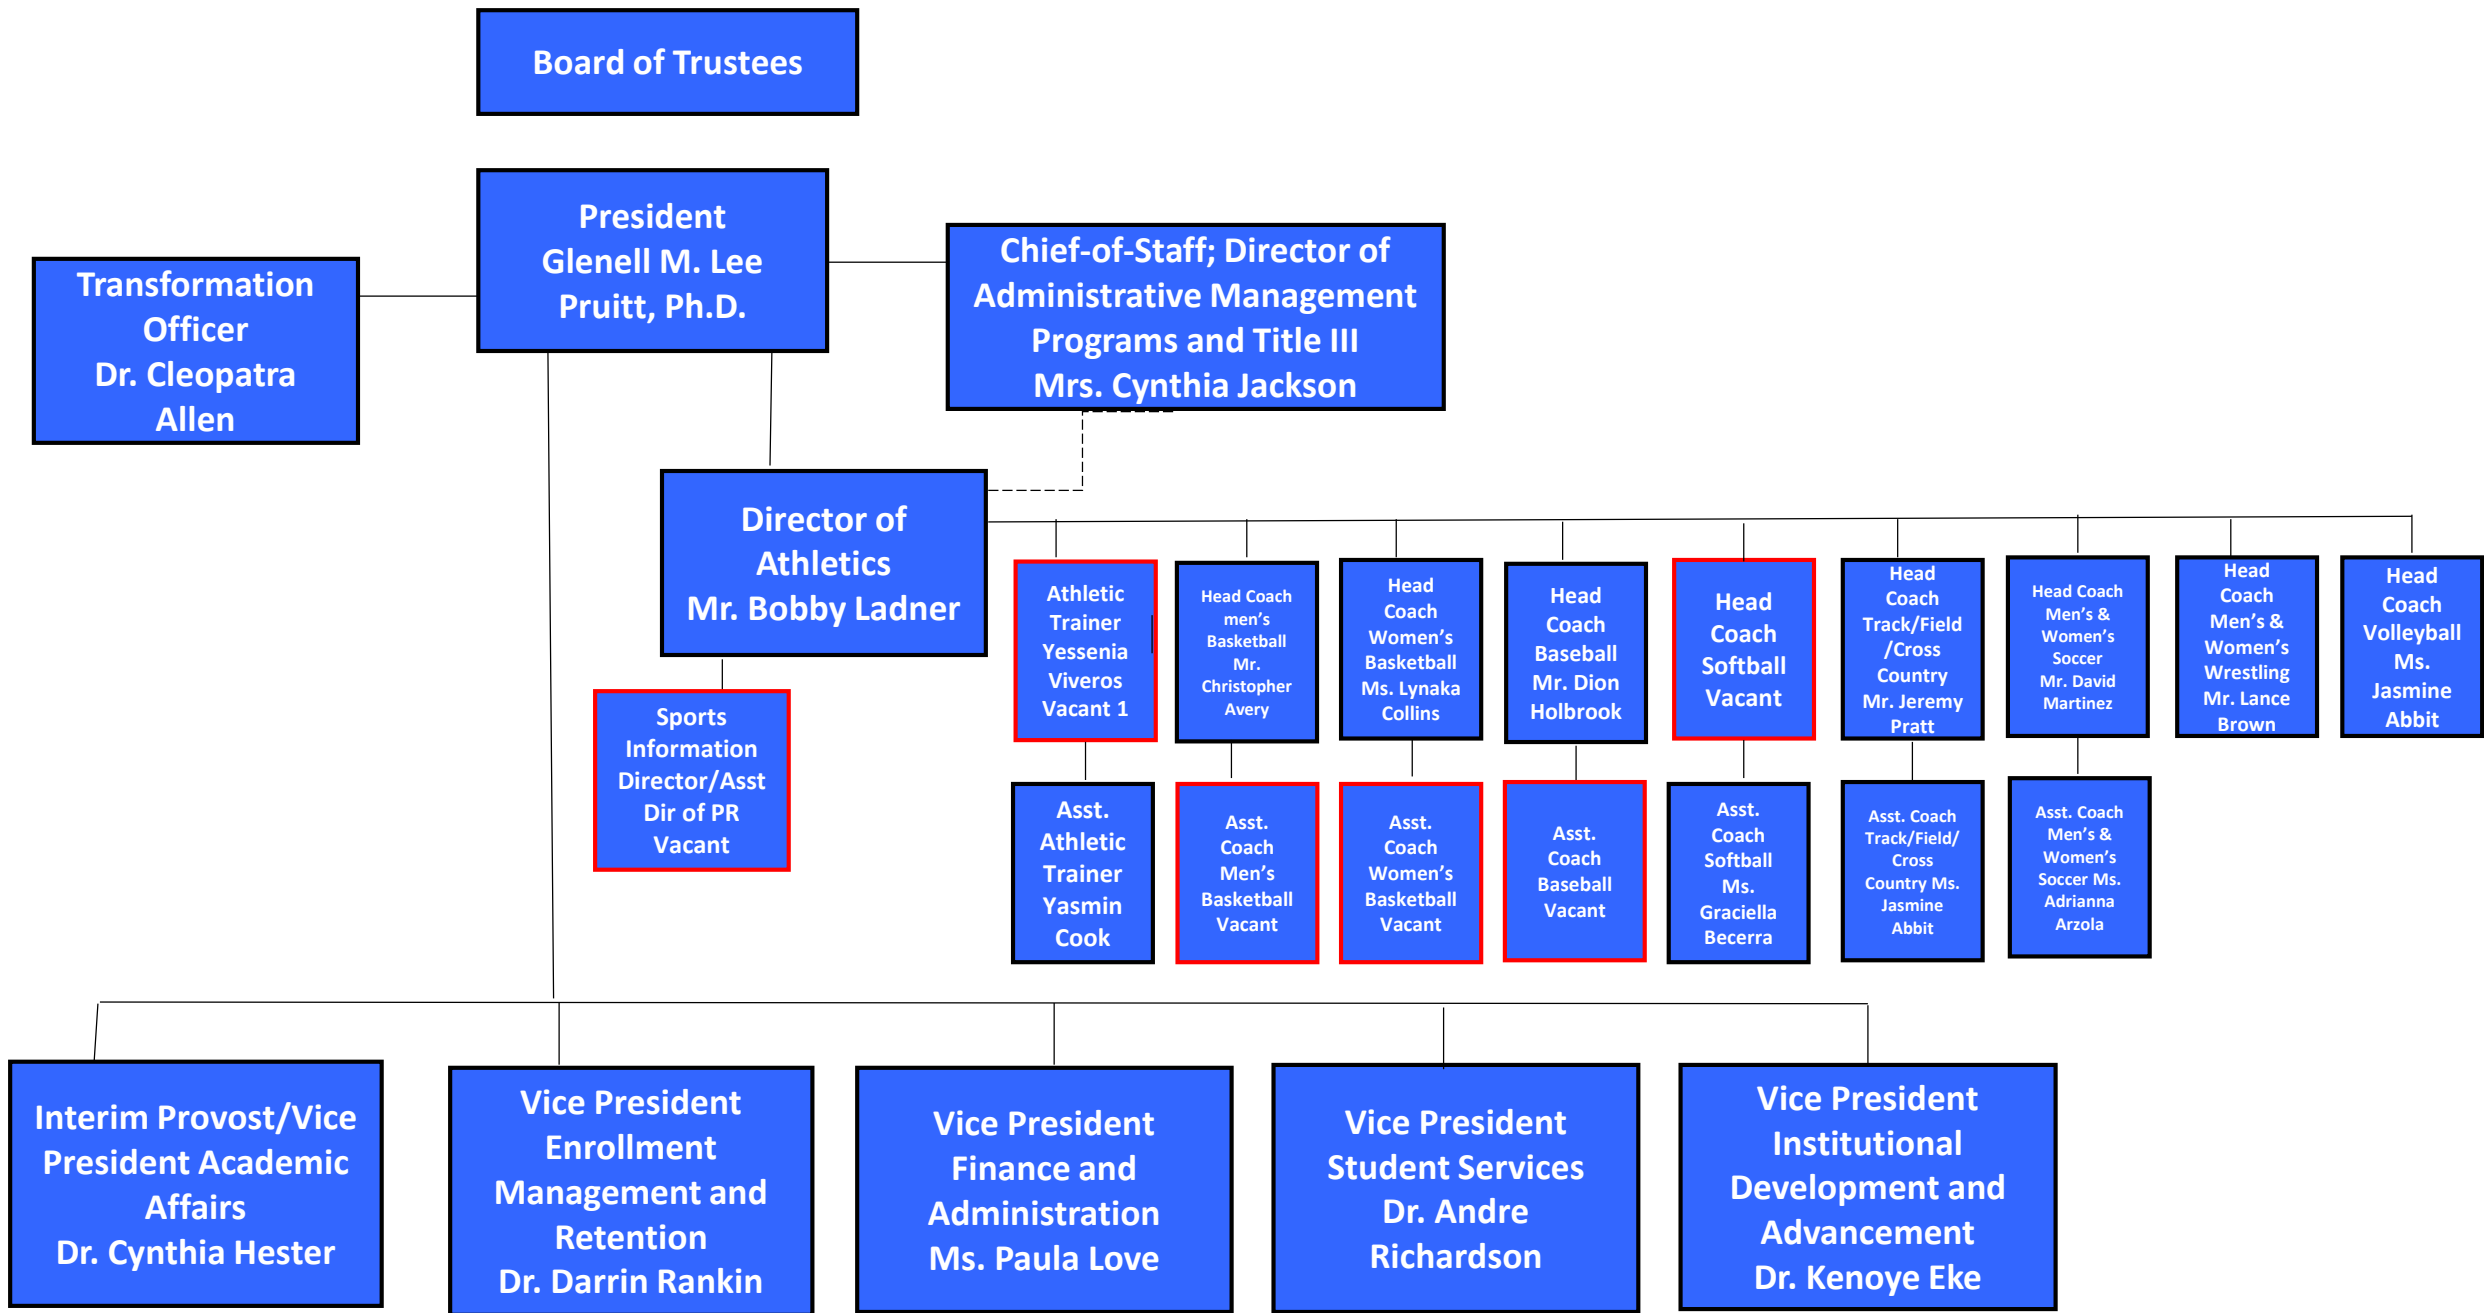 Board of Trustees
President
Glenell M. Lee
Pruitt, Ph.D.
Chief-of-Staff; Director of
Administrative Management
Programs and Title III
Mrs. Cynthia Jackson
Transformation
Officer
Dr. Cleopatra
Allen
Director of
Athletics
Mr. Bobby Ladner
Sports
Information
Director/Asst
Dir of PR
Vacant
Athletic
Trainer
Yessenia
Viveros
Vacant 1
Head Coach
men’s
Basketball
Mr.
Christopher
Avery
Head
Coach
Women’s
Basketball
Ms. Lynaka
Collins
Head
Coach
Baseball
Mr. Dion
Holbrook
Head
Coach
Softball
Vacant
Head
Coach
Track/Field
/Cross
Country
Mr. Jeremy
Pratt
Head Coach
Men’s &
Women’s
Soccer
Mr. David
Martinez
Head
Coach
Men’s &
Women’s
Wrestling
Mr. Lance
Brown
Head
Coach
Volleyball
Ms.
Jasmine
Abbit
Asst.
Athletic
Trainer
Yasmin
Cook
Asst.
Coach
Men’s
Basketball
Vacant
Asst.
Coach
Women’s
Basketball
Vacant
Asst.
Coach
Baseball
Vacant
Asst.
Coach
Softball
Ms.
Graciella
Becerra
Asst. Coach
Track/Field/
Cross
Country Ms.
Jasmine
Abbit
Asst. Coach
Men’s &
Women’s
Soccer Ms.
Adrianna
Arzola
Interim Provost/Vice
President Academic
Affairs
Dr. Cynthia Hester
Vice President
Enrollment
Management and
Retention
Dr. Darrin Rankin
Vice President
Finance and
Administration
Ms. Paula Love
Vice President
Student Services
Dr. Andre
Richardson
Vice President
Institutional
Development and
Advancement
Dr. Kenoye Eke